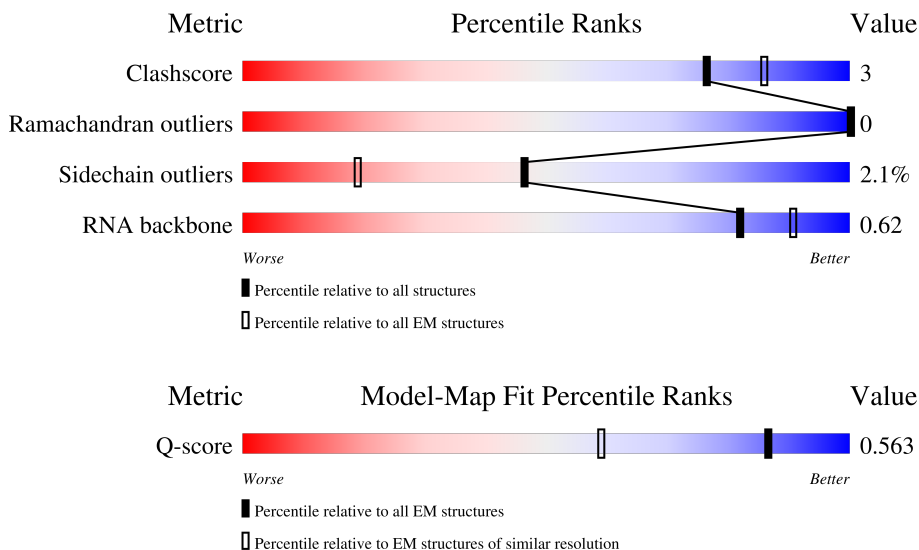 Metric Percentile Ranks Value
Clashscore 3
Ramachandran outliers 0
Sidechain outliers 2.1%
RNA backbone 0.62
Worse Better
Percentile relative to all structures
Percentile relative to all EM structures
Metric Model-Map Fit Percentile Ranks Value
Q-score 0.563
Worse Better
Percentile relative to all EM structures
Percentile relative to EM structures of similar resolution